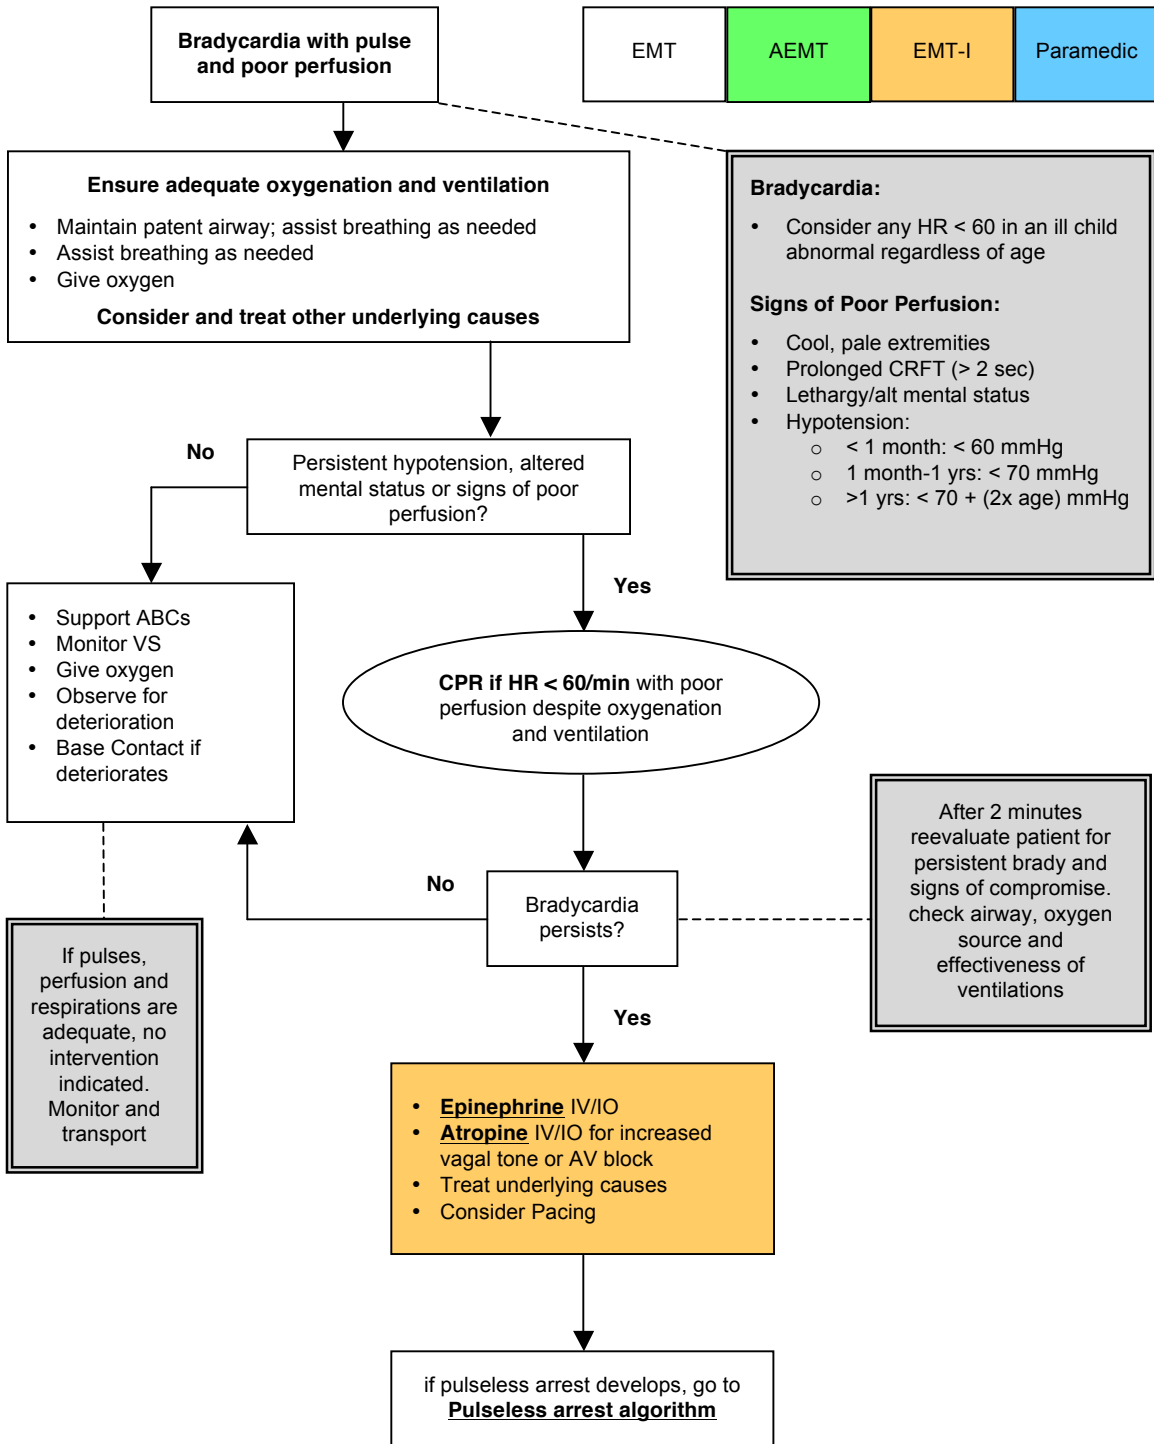 Bradycardia with pulse
and poor perfusion
EMT
AEMT
EMT-I
Paramedic
Ensure adequate oxygenation and ventilation
• Maintain patent airway; assist breathing as needed
• Assist breathing as needed
• Give oxygen
Consider and treat other underlying causes
Bradycardia:
• Consider any HR < 60 in an ill child
abnormal regardless of age
Signs of Poor Perfusion:
• Cool, pale extremities
• Prolonged CRFT (> 2 sec)
• Lethargy/alt mental status
• Hypotension:
o < 1 month: < 60 mmHg
o 1 month-1 yrs: < 70 mmHg
o >1 yrs: < 70 + (2x age) mmHg
No
Persistent hypotension, altered
mental status or signs of poor
perfusion?
Yes
• Support ABCs
• Monitor VS
• Give oxygen
• Observe for
deterioration
• Base Contact if
deteriorates
CPR if HR < 60/min with poor
perfusion despite oxygenation
and ventilation
After 2 minutes
reevaluate patient for
persistent brady and
signs of compromise.
check airway, oxygen
source and
effectiveness of
ventilations
No
Bradycardia
persists?
If pulses,
perfusion and
respirations are
adequate, no
intervention
indicated.
Monitor and
transport
Yes
• Epinephrine IV/IO
• Atropine IV/IO for increased
vagal tone or AV block
• Treat underlying causes
• Consider Pacing
if pulseless arrest develops, go to
Pulseless arrest algorithm